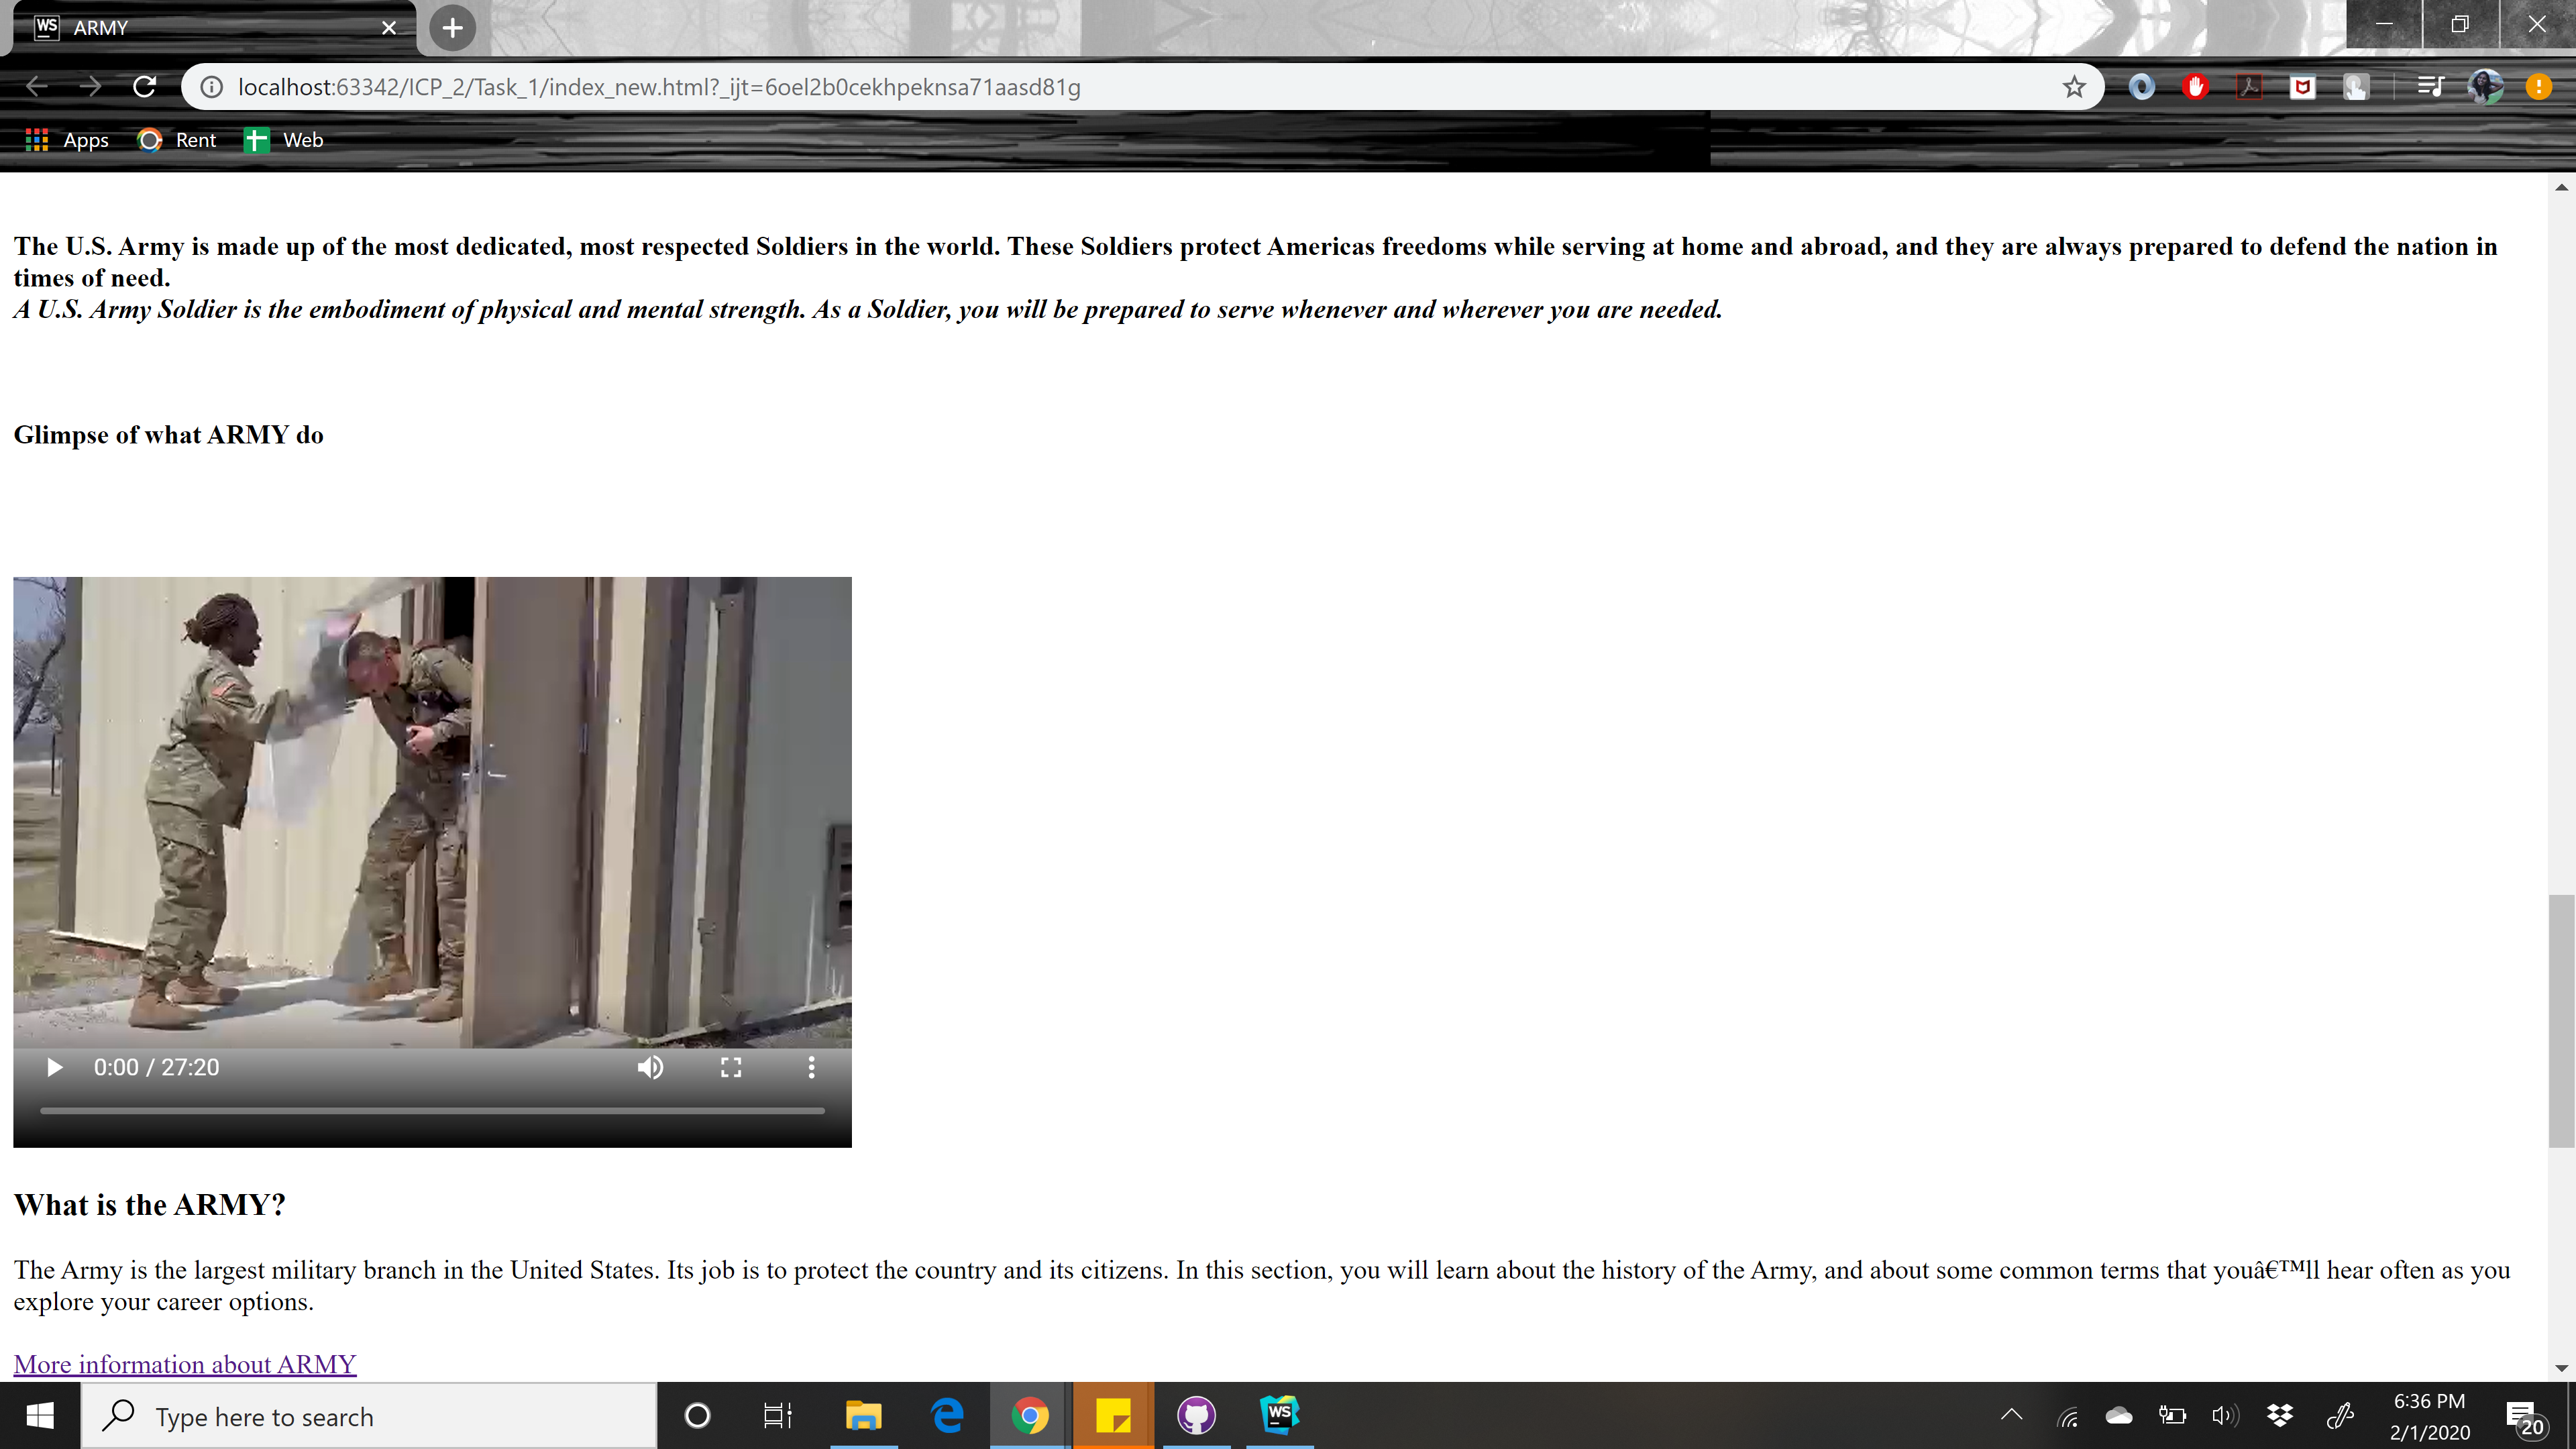 WS ARMY
localhost:63342/ICP_2/Task_1/index_new.html?_ijt=6oel2b0cekhpeknsa71aasd81g
Apps Rent Web
The U.S. Army is made up of the most dedicated, most respected Soldiers in the world. These Soldiers protect Americas freedoms while serving at home and abroad, and they are always prepared to defend the nation in
times of need.
A U.S. Army Soldier is the embodiment of physical and mental strength. As a Soldier, you will be prepared to serve whenever and wherever you are needed.
Glimpse of what ARMY do
0:00 / 27:20
What is the ARMY?
The Army is the largest military branch in the United States. Its job is to protect the country and its citizens. In this section, you will learn about the history of the Army, and about some common terms that youâ€™ll hear often as you
explore your career options.
More information about ARMY
Type here to search
WS
6:36 PM
2/1/2020
20